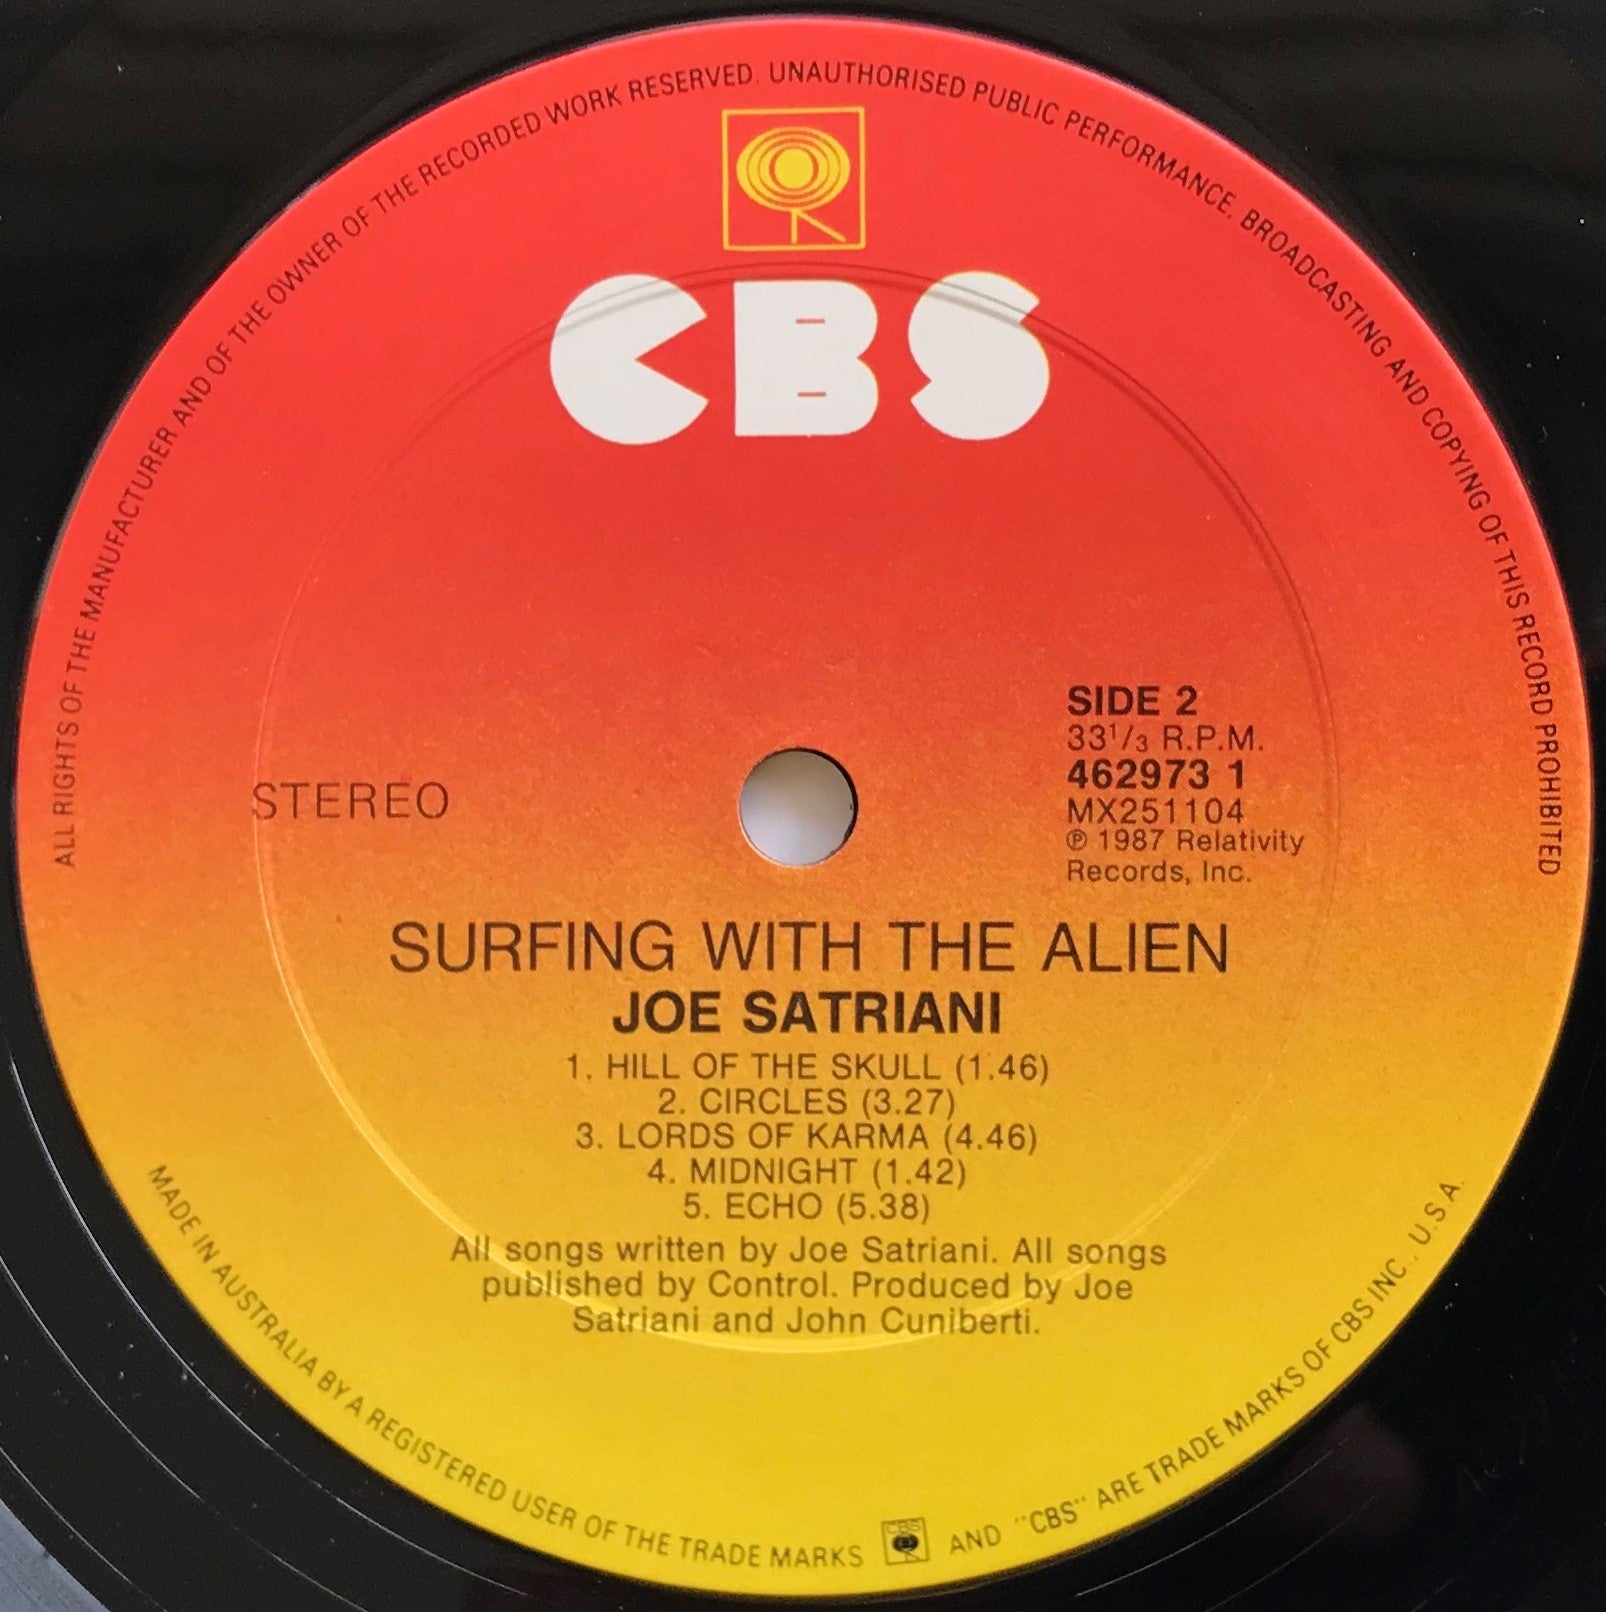 ALL RIGHTS OF THE MANUFACTURER AND OF THE OWNER OF THE RECORDED WORK RESERVED. UNAUTHORISED PUBLIC PERFORMANCE, BROADCASTING AND COPYING OF THIS RECORD PROHIBITED
CBS
STEREO
SIDE 2
33¹/₃ R.P.M.
462973 1
MX251104
℗ 1987 Relativity
Records, Inc.
SURFING WITH THE ALIEN
JOE SATRIANI
1. HILL OF THE SKULL (1.46)
2. CIRCLES (3.27)
3. LORDS OF KARMA (4.46)
4. MIDNIGHT (1.42)
5. ECHO (5.38)
All songs written by Joe Satriani. All songs
published by Control. Produced by Joe
Satriani and John Cuniberti.
MADE IN AUSTRALIA BY A REGISTERED USER OF THE TRADE MARKS CBS AND "CBS" ARE TRADE MARKS OF CBS INC., U.S.A.